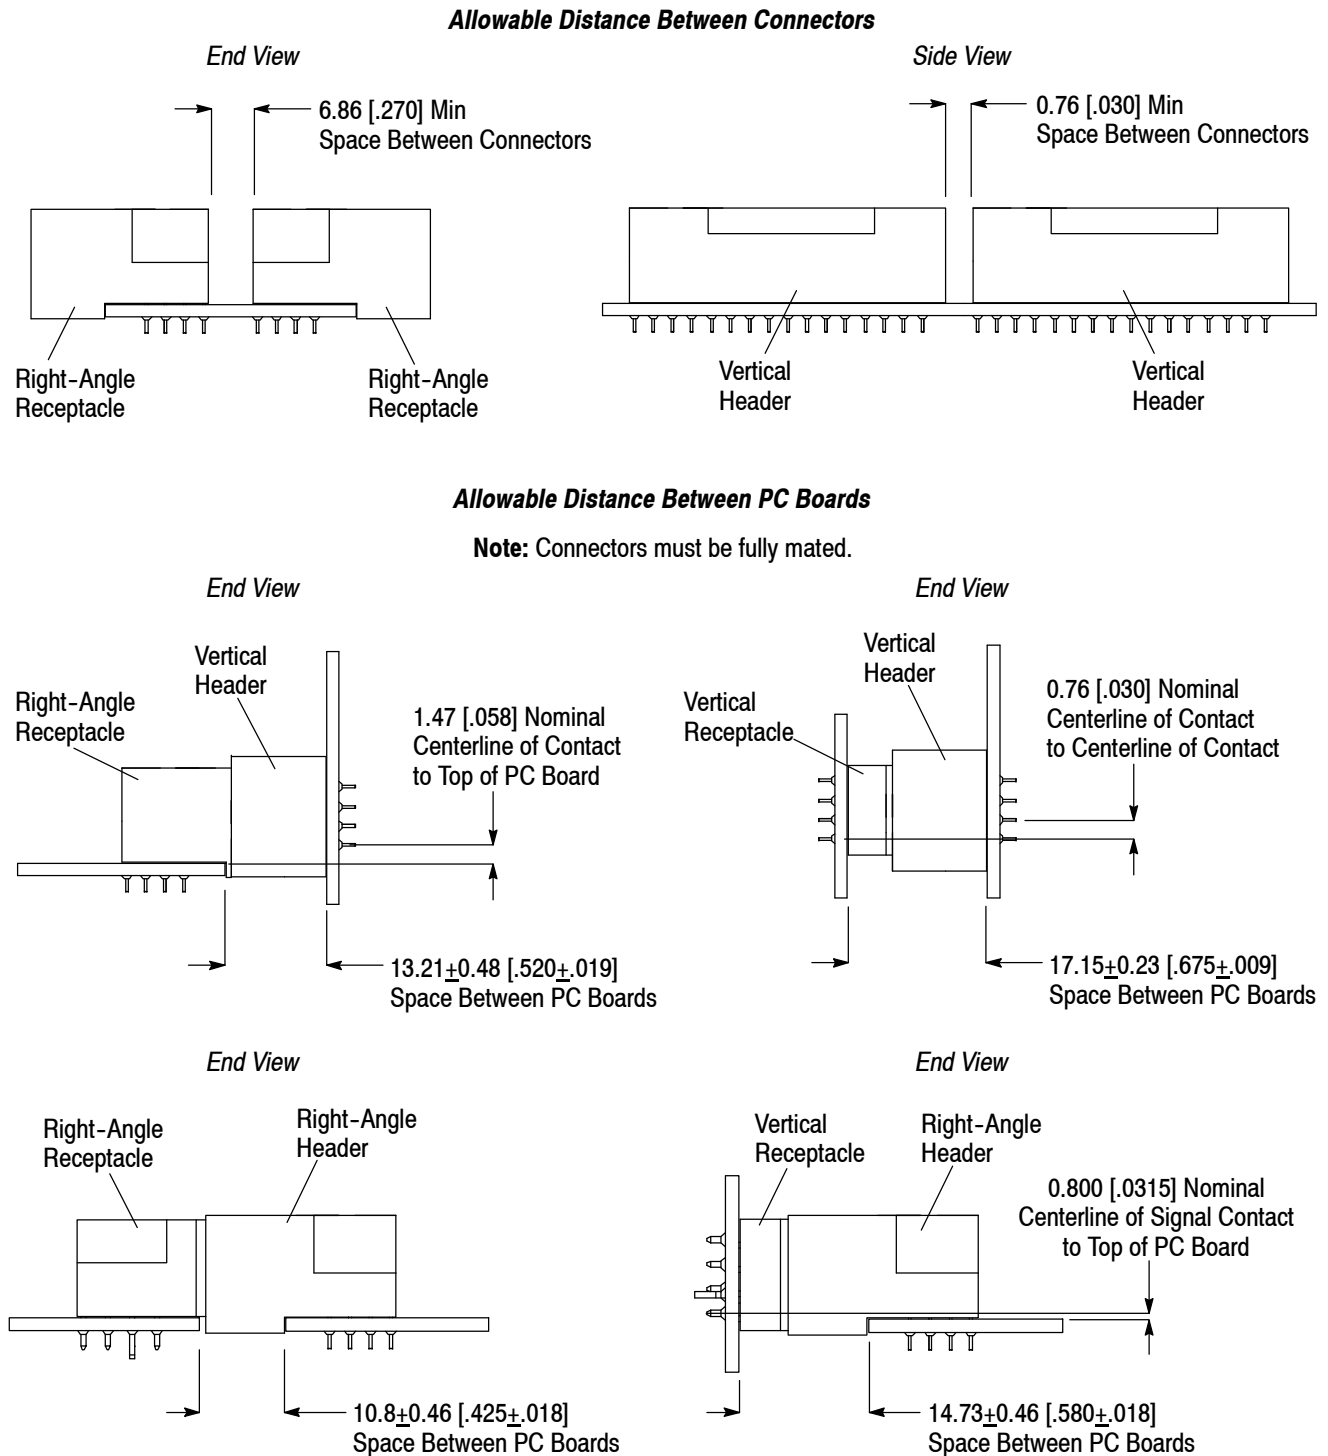 Allowable Distance Between Connectors
End View
6.86 [.270] Min
Space Between Connectors
Right-Angle
Receptacle
Right-Angle
Receptacle
Side View
0.76 [.030] Min
Space Between Connectors
Vertical
Header
Vertical
Header
Allowable Distance Between PC Boards
Note: Connectors must be fully mated.
End View
Right-Angle
Receptacle
Vertical
Header
1.47 [.058] Nominal
Centerline of Contact
to Top of PC Board
13.21±0.48 [.520±.019]
Space Between PC Boards
End View
Vertical
Receptacle
Vertical
Header
0.76 [.030] Nominal
Centerline of Contact
to Centerline of Contact
17.15±0.23 [.675±.009]
Space Between PC Boards
End View
Right-Angle
Receptacle
Right-Angle
Header
10.8±0.46 [.425±.018]
Space Between PC Boards
End View
Vertical
Receptacle
Right-Angle
Header
0.800 [.0315] Nominal
Centerline of Signal Contact
to Top of PC Board
14.73±0.46 [.580±.018]
Space Between PC Boards